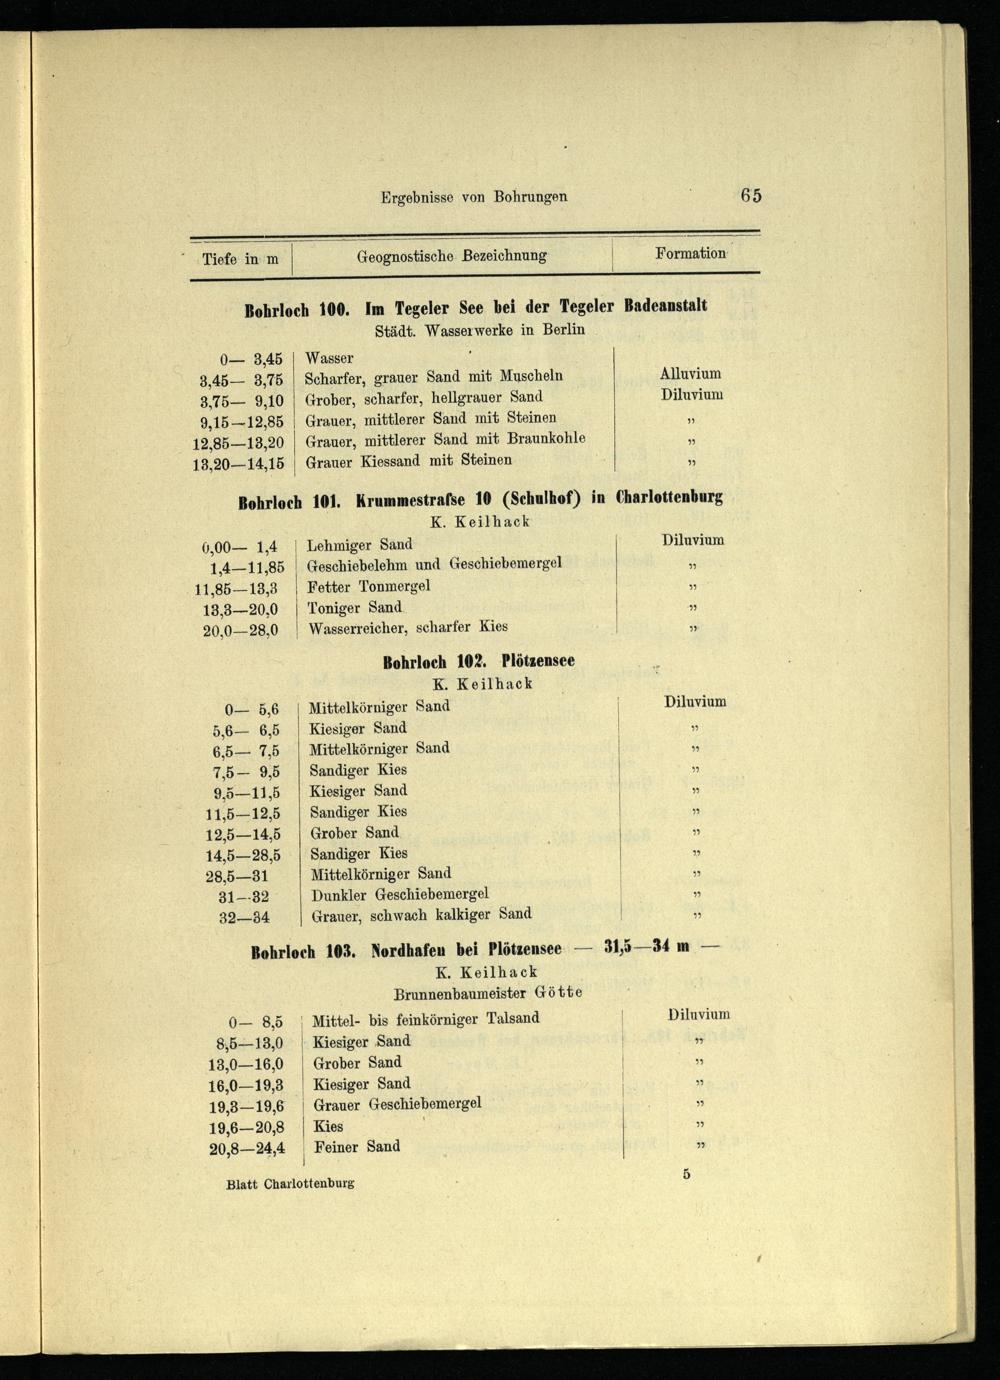 Ergebnisse von Bohrungen 65
Tiefe in m Geognostische Bezeichnung Formation
Bohrloch 100. Im Tegeler See bei der Tegeler Badeanstalt
Städt. Wasserwerke in Berlin
0— 3,45 Wasser
3,45— 3,75 Scharfer, grauer Sand mit Muscheln Alluvium
3,75— 9,10 Grober, scharfer, hellgrauer Sand Diluvium
9,15—12,85 Grauer, mittlerer Sand mit Steinen „
12,85—13,20 Grauer, mittlerer Sand mit Braunkohle „
13,20—14,15 Grauer Kiessand mit Steinen „
Bohrloch 101. Krummestraſse 10 (Schulhof) in Charlottenburg
K. Keilhack
0,00— 1,4 Lehmiger Sand Diluvium
1,4—11,85 Geschiebelehm und Geschiebemergel „
11,85—13,3 Fetter Tonmergel „
13,3—20,0 Toniger Sand „
20,0—28,0 Wasserreicher, scharfer Kies „
Bohrloch 102. Plötzensee
K. Keilhack
0— 5,6 Mittelkörniger Sand Diluvium
5,6— 6,5 Kiesiger Sand „
6,5— 7,5 Mittelkörniger Sand „
7,5— 9,5 Sandiger Kies „
9,5—11,5 Kiesiger Sand „
11,5—12,5 Sandiger Kies „
12,5—14,5 Grober Sand „
14,5—28,5 Sandiger Kies „
28,5—31 Mittelkörniger Sand „
31—32 Dunkler Geschiebemergel „
32—34 Grauer, schwach kalkiger Sand „
Bohrloch 103. Nordhafen bei Plötzensee — 31,5—34 m —
K. Keilhack
Brunnenbaumeister Götte
0— 8,5 Mittel- bis feinkörniger Talsand Diluvium
8,5—13,0 Kiesiger Sand „
13,0—16,0 Grober Sand „
16,0—19,3 Kiesiger Sand „
19,3—19,6 Grauer Geschiebemergel „
19,6—20,8 Kies „
20,8—24,4 Feiner Sand „
Blatt Charlottenburg 5